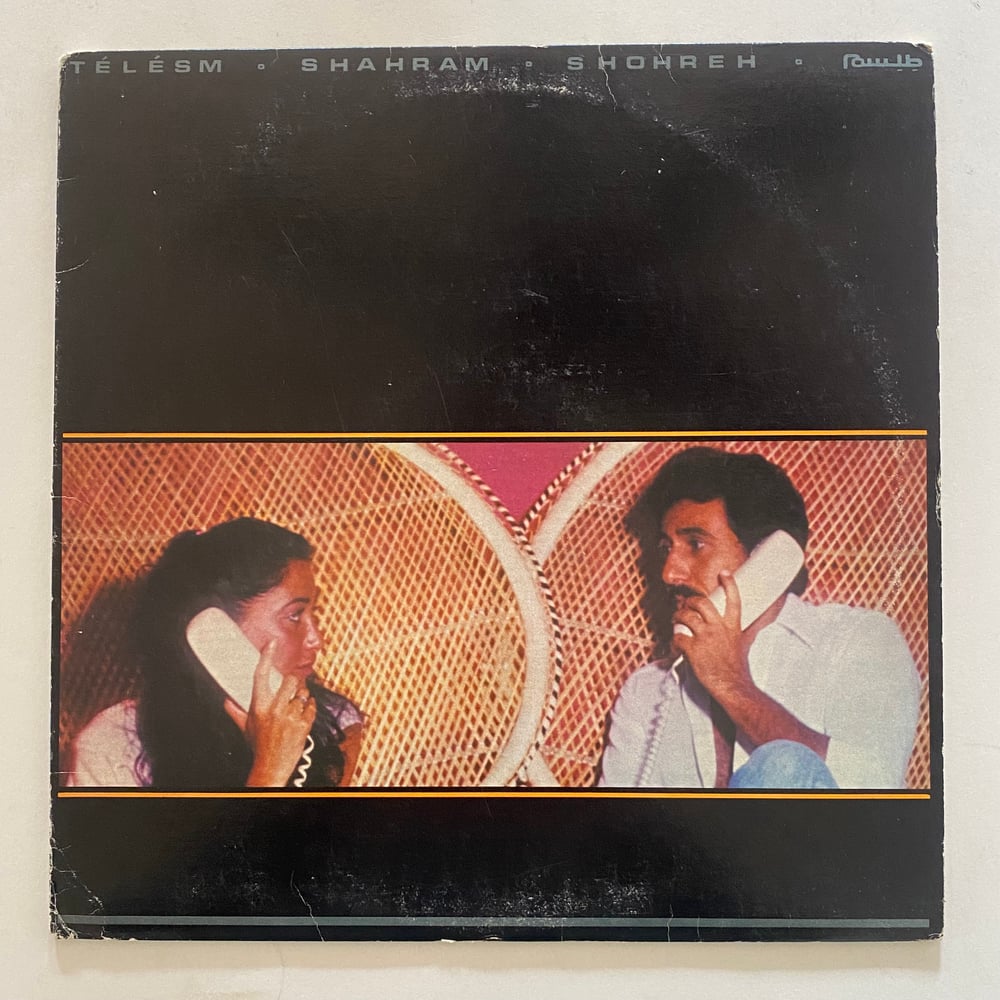 TÉLÉSM ▫ SHAHRAM ▫ SHOHREH ▫ طلسم